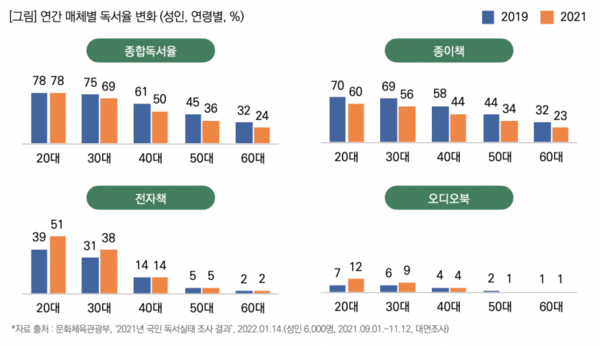 [그림] 연간 매체별 독서율 변화 (성인, 연령별, %)
2019 2021
종합독서율
78 78 75 69 61 50 45 36 32 24
20대 30대 40대 50대 60대
종이책
70 60 69 56 58 44 44 34 32 23
20대 30대 40대 50대 60대
전자책
39 51 31 38 14 14 5 5 2 2
20대 30대 40대 50대 60대
오디오북
7 12 6 9 4 4 2 1 1 1
20대 30대 40대 50대 60대
*자료 출처 : 문화체육관광부, '2021년 국민 독서실태 조사 결과', 2022.01.14.(성인 6,000명, 2021.09.01.-11.12, 대면조사)